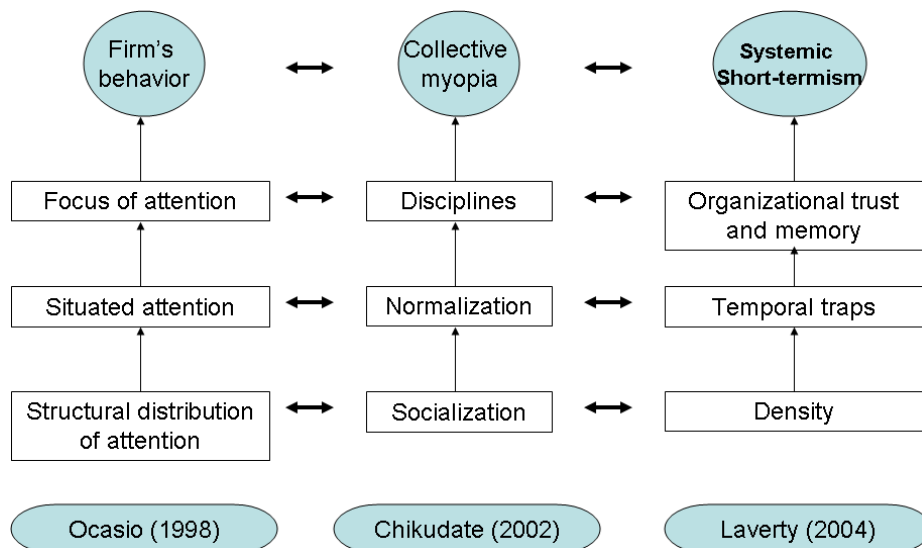 Firm's
behavior
Collective
myopia
Systemic
Short-termism
Focus of attention
Disciplines
Organizational trust
and memory
Situated attention
Normalization
Temporal traps
Structural distribution
of attention
Socialization
Density
Ocasio (1998)
Chikudate (2002)
Laverty (2004)